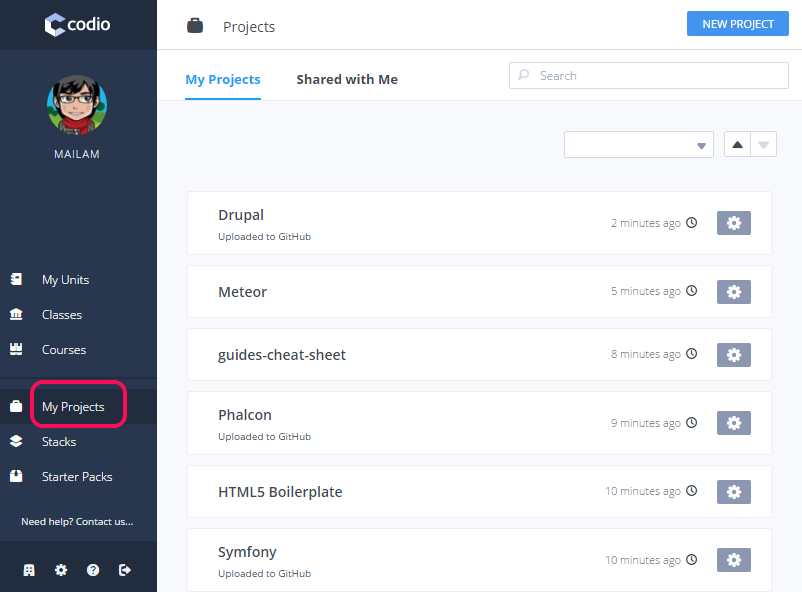 codio
Projects
NEW PROJECT
MAILAM
My Units
Classes
Courses
My Projects
Stacks
Starter Packs
Need help? Contact us...
My Projects
Shared with Me
Search
Drupal
Uploaded to GitHub
2 minutes ago
Meteor
5 minutes ago
guides-cheat-sheet
8 minutes ago
Phalcon
Uploaded to GitHub
9 minutes ago
HTML5 Boilerplate
10 minutes ago
Symfony
Uploaded to GitHub
10 minutes ago